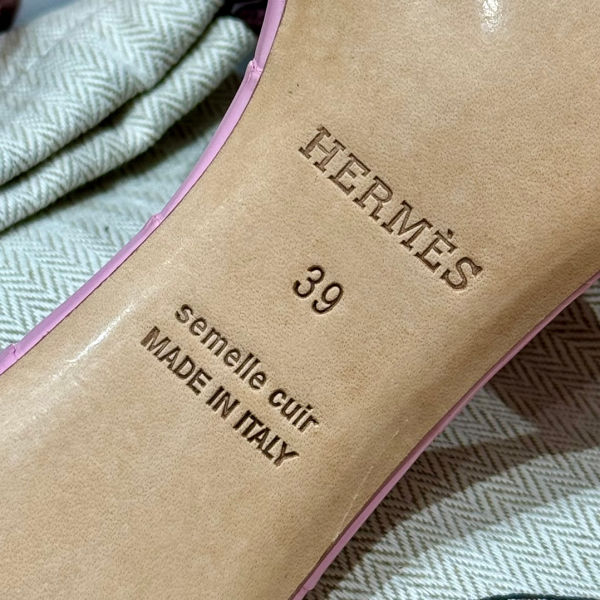 HERMÈS
39
semelle cuir
MADE IN ITALY